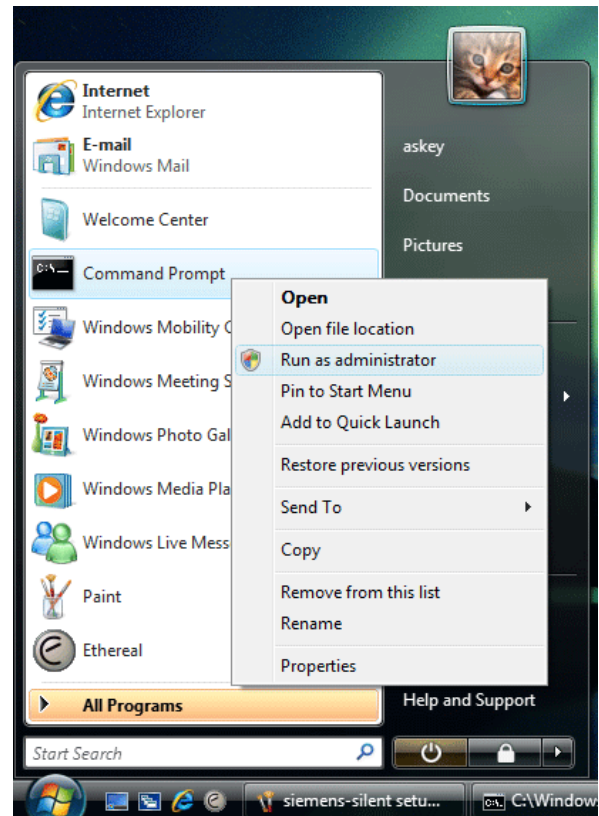 Internet
Internet Explorer
E-mail
Windows Mail
Welcome Center
Command Prompt
Windows Mobility C
Windows Meeting S
Windows Photo Gal
Windows Media Pla
Windows Live Mess
Paint
Ethereal
All Programs
Start Search
askey
Documents
Pictures
Open
Open file location
Run as administrator
Pin to Start Menu
Add to Quick Launch
Restore previous versions
Send To
Copy
Remove from this list
Rename
Properties
Help and Support
siemens-silent setu...
C:\Window